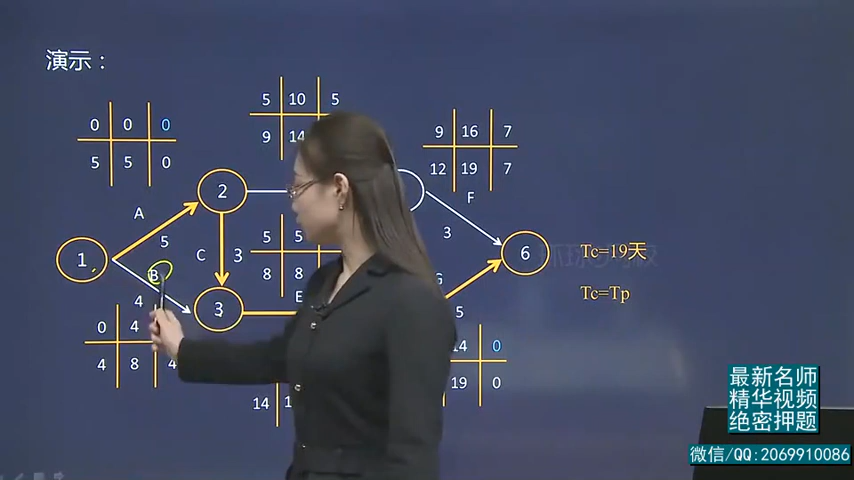 演示：
5 10 5
9 14
0 0 0
5 5 0
9 16 7
12 19 7
1
2
3
6
A
5
B
4
C
3
5 5
8 8
E
F
3
G
5
0 4
4 8 4
14 0
19 0
14 1
Tc=19天
Tc=Tp
最新名师
精华视频
绝密押题
微信/QQ:2069910086